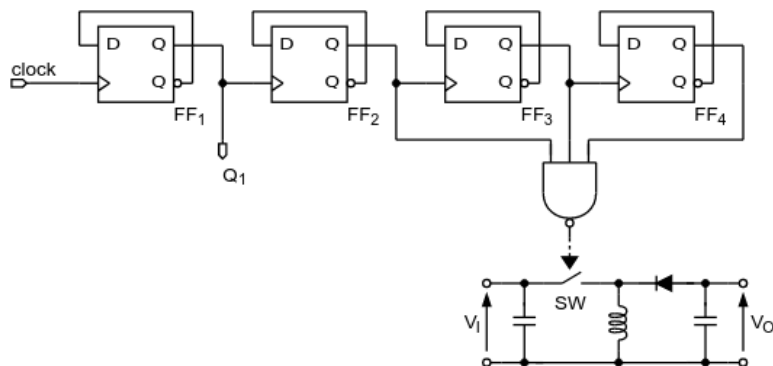 D Q D Q D Q D Q
clock
Q Q Q Q
FF1 FF2 FF3 FF4
Q1
SW
VI VO